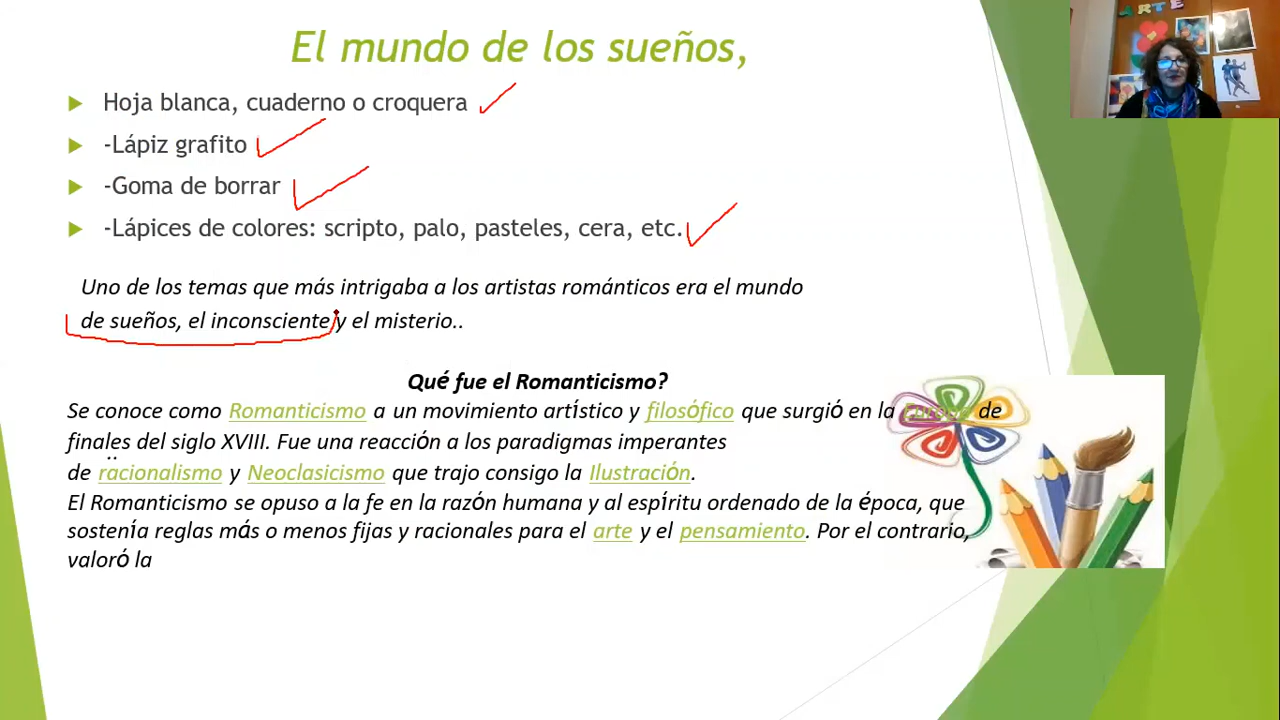 ARTE
El mundo de los sueños,
Hoja blanca, cuaderno o croquera
-Lápiz grafito
-Goma de borrar
-Lápices de colores: scripto, palo, pasteles, cera, etc.
Uno de los temas que más intrigaba a los artistas románticos era el mundo
de sueños, el inconsciente y el misterio..
Qué fue el Romanticismo?
Se conoce como Romanticismo a un movimiento artístico y filosófico que surgió en la Europa de
finales del siglo XVIII. Fue una reacción a los paradigmas imperantes
de racionalismo y Neoclasicismo que trajo consigo la Ilustración.
El Romanticismo se opuso a la fe en la razón humana y al espíritu ordenado de la época, que
sostenía reglas más o menos fijas y racionales para el arte y el pensamiento. Por el contrario,
valoró la